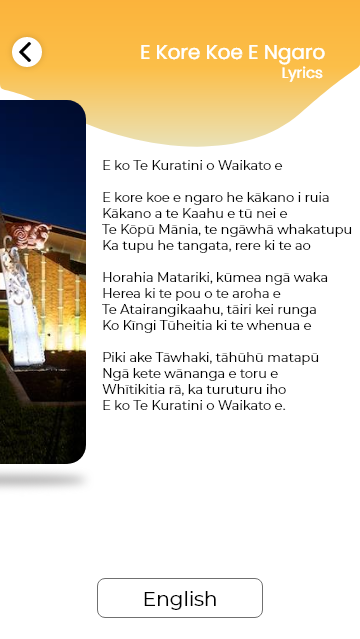 E Kore Koe E Ngaro
Lyrics
E ko Te Kuratini o Waikato e
E kore koe e ngaro he kākano i ruia
Kākano a te Kaahu e tū nei e
Te Kōpū Mānia, te ngāwhā whakatupu
Ka tupu he tangata, rere ki te ao
Horahia Matariki, kūmea ngā waka
Herea ki te pou o te aroha e
Te Atairangikaahu, tāiri kei runga
Ko Kīngi Tūheitia ki te whenua e
Piki ake Tāwhaki, tāhūhū matapū
Ngā kete wānanga e toru e
Whītikitia rā, ka turuturu iho
E ko Te Kuratini o Waikato e.
English